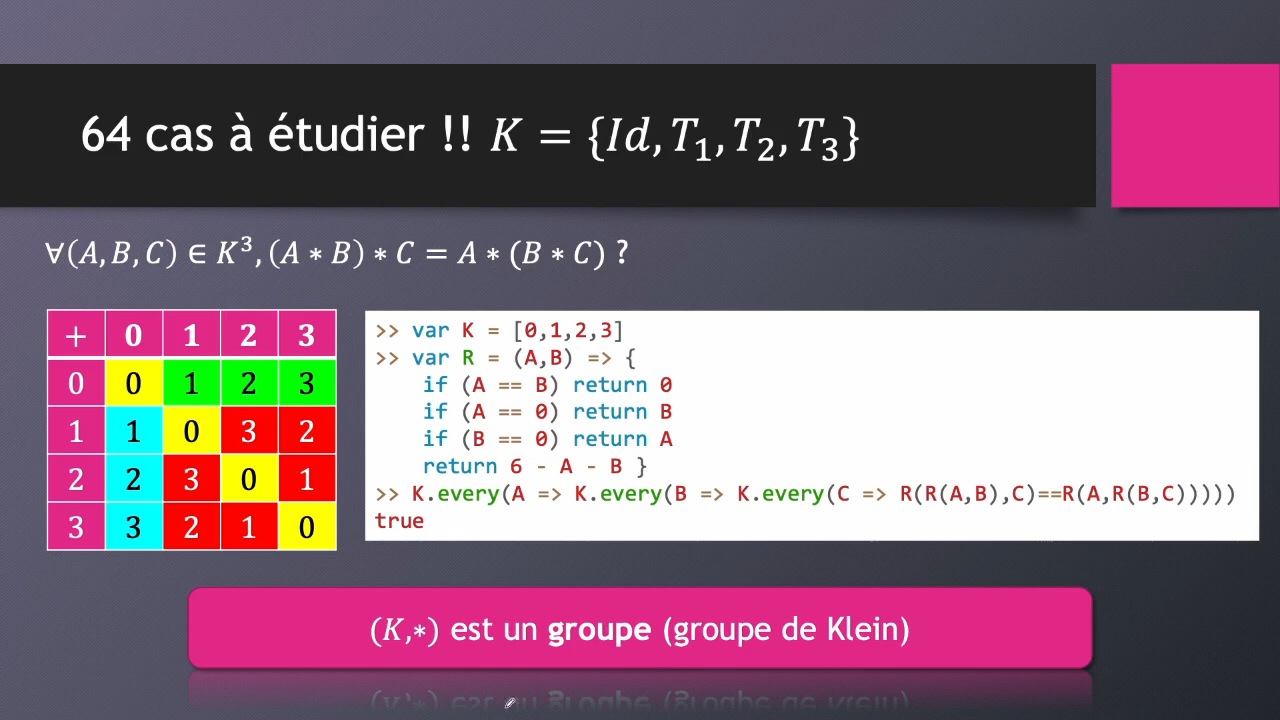 64 cas à étudier !! K = {Id, T₁, T₂, T₃}
∀(A, B, C) ∈ K³, (A ∗ B) ∗ C = A ∗ (B ∗ C) ?
+ 0 1 2 3
0 0 1 2 3
1 1 0 3 2
2 2 3 0 1
3 3 2 1 0
>> var K = [0,1,2,3]
>> var R = (A,B) => {
if (A == B) return 0
if (A == 0) return B
if (B == 0) return A
return 6 - A - B }
>> K.every(A => K.every(B => K.every(C => R(R(A,B),C)==R(A,R(B,C)))))
true
(K,∗) est un groupe (groupe de Klein)